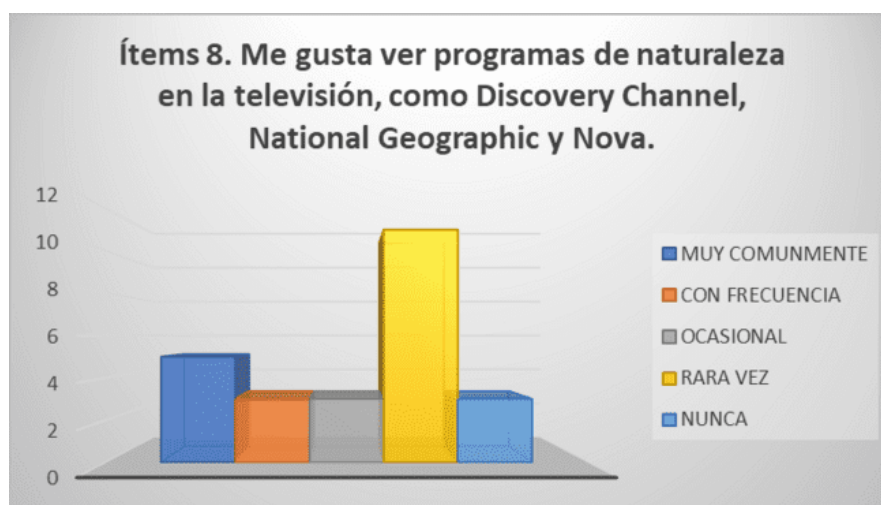 Ítems 8. Me gusta ver programas de naturaleza
en la televisión, como Discovery Channel,
National Geographic y Nova.
12
10
8
6
4
2
0
MUY COMUNMENTE
CON FRECUENCIA
OCASIONAL
RARA VEZ
NUNCA